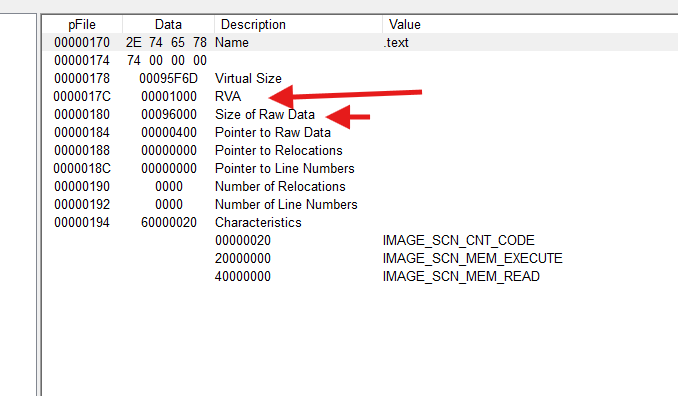 pFile Data Description Value
00000170 2E 74 65 78 Name .text
00000174 74 00 00 00
00000178 00095F6D Virtual Size
0000017C 00001000 RVA
00000180 00096000 Size of Raw Data
00000184 00000400 Pointer to Raw Data
00000188 00000000 Pointer to Relocations
0000018C 00000000 Pointer to Line Numbers
00000190 0000 Number of Relocations
00000192 0000 Number of Line Numbers
00000194 60000020 Characteristics
00000020 IMAGE_SCN_CNT_CODE
20000000 IMAGE_SCN_MEM_EXECUTE
40000000 IMAGE_SCN_MEM_READ